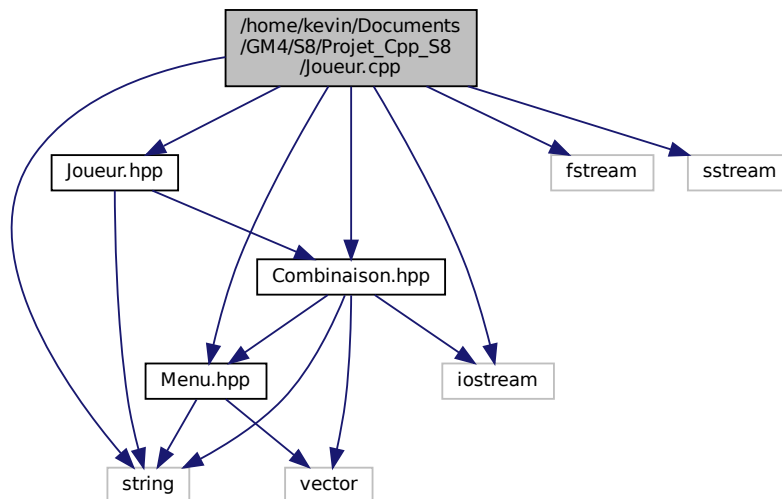 /home/kevin/Documents
/GM4/S8/Projet_Cpp_S8
/Joueur.cpp
Joueur.hpp
fstream
sstream
Combinaison.hpp
Menu.hpp
iostream
string
vector